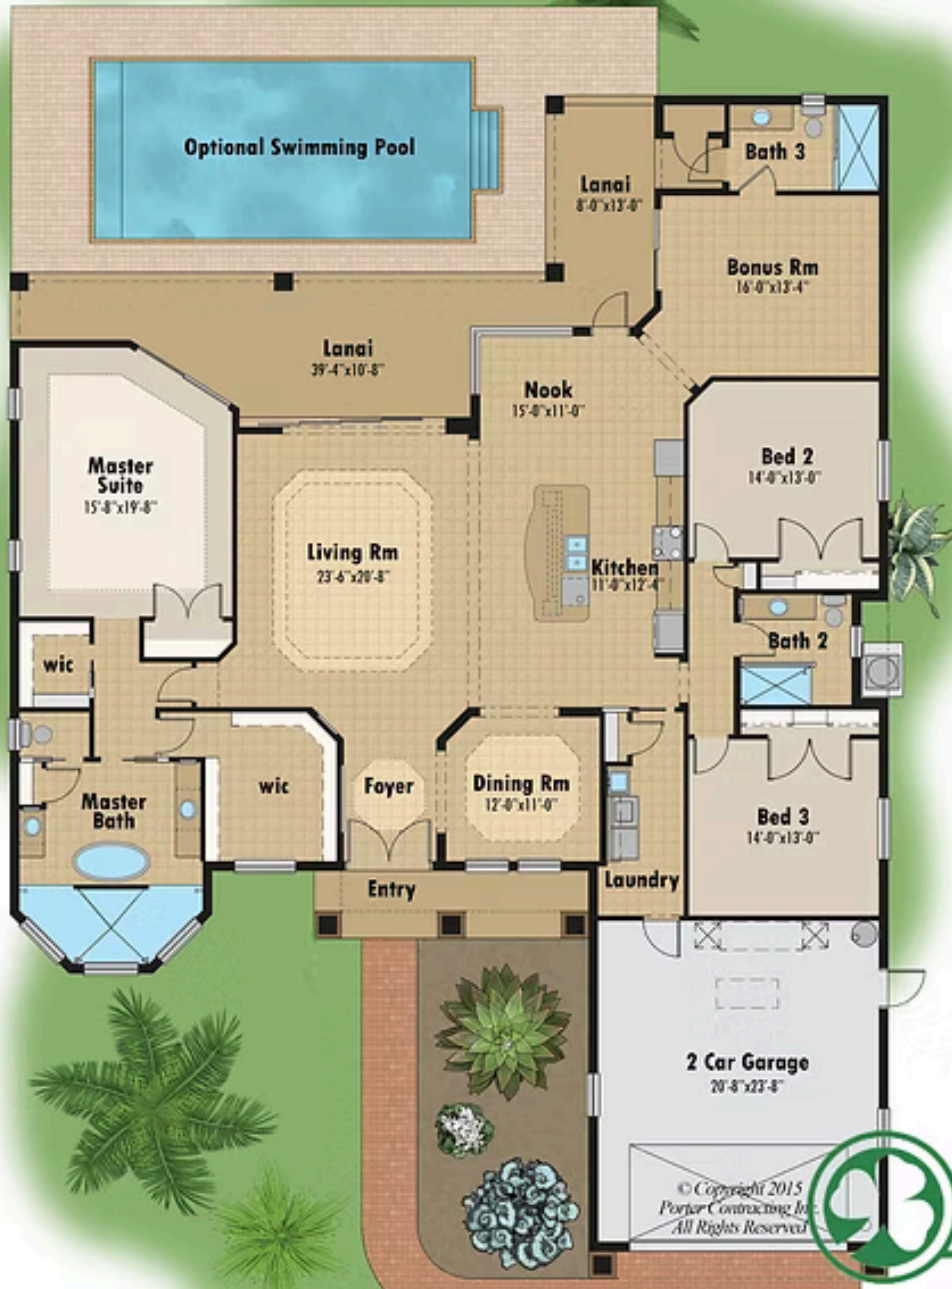 Optional Swimming Pool
Bath 3
Lanai
8'-0"x13'-0"
Bonus Rm
16'-0"x13'-4"
Lanai
39'-4"x10'-8"
Nook
15'-0"x11'-0"
Master
Suite
15'-8"x19'-8"
Bed 2
14'-0"x13'-0"
Living Rm
23'-6"x20'-8"
Kitchen
11'-0"x12'-4"
Bath 2
wic
wic
Foyer
Dining Rm
12'-0"x11'-0"
Master
Bath
Bed 3
14'-0"x13'-0"
Laundry
Entry
2 Car Garage
20'-8"x23'-8"
© Copyright 2015
Porter Contracting Inc.
All Rights Reserved